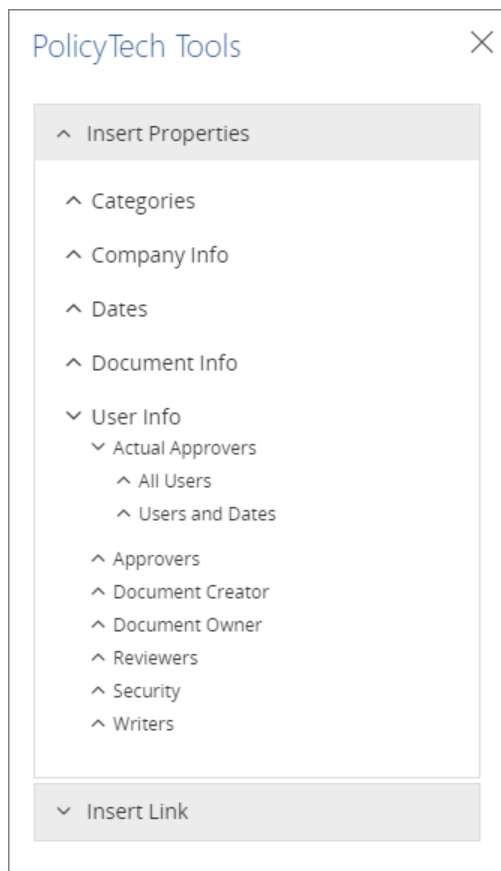 PolicyTech Tools
Insert Properties
Categories
Company Info
Dates
Document Info
User Info
Actual Approvers
All Users
Users and Dates
Approvers
Document Creator
Document Owner
Reviewers
Security
Writers
Insert Link